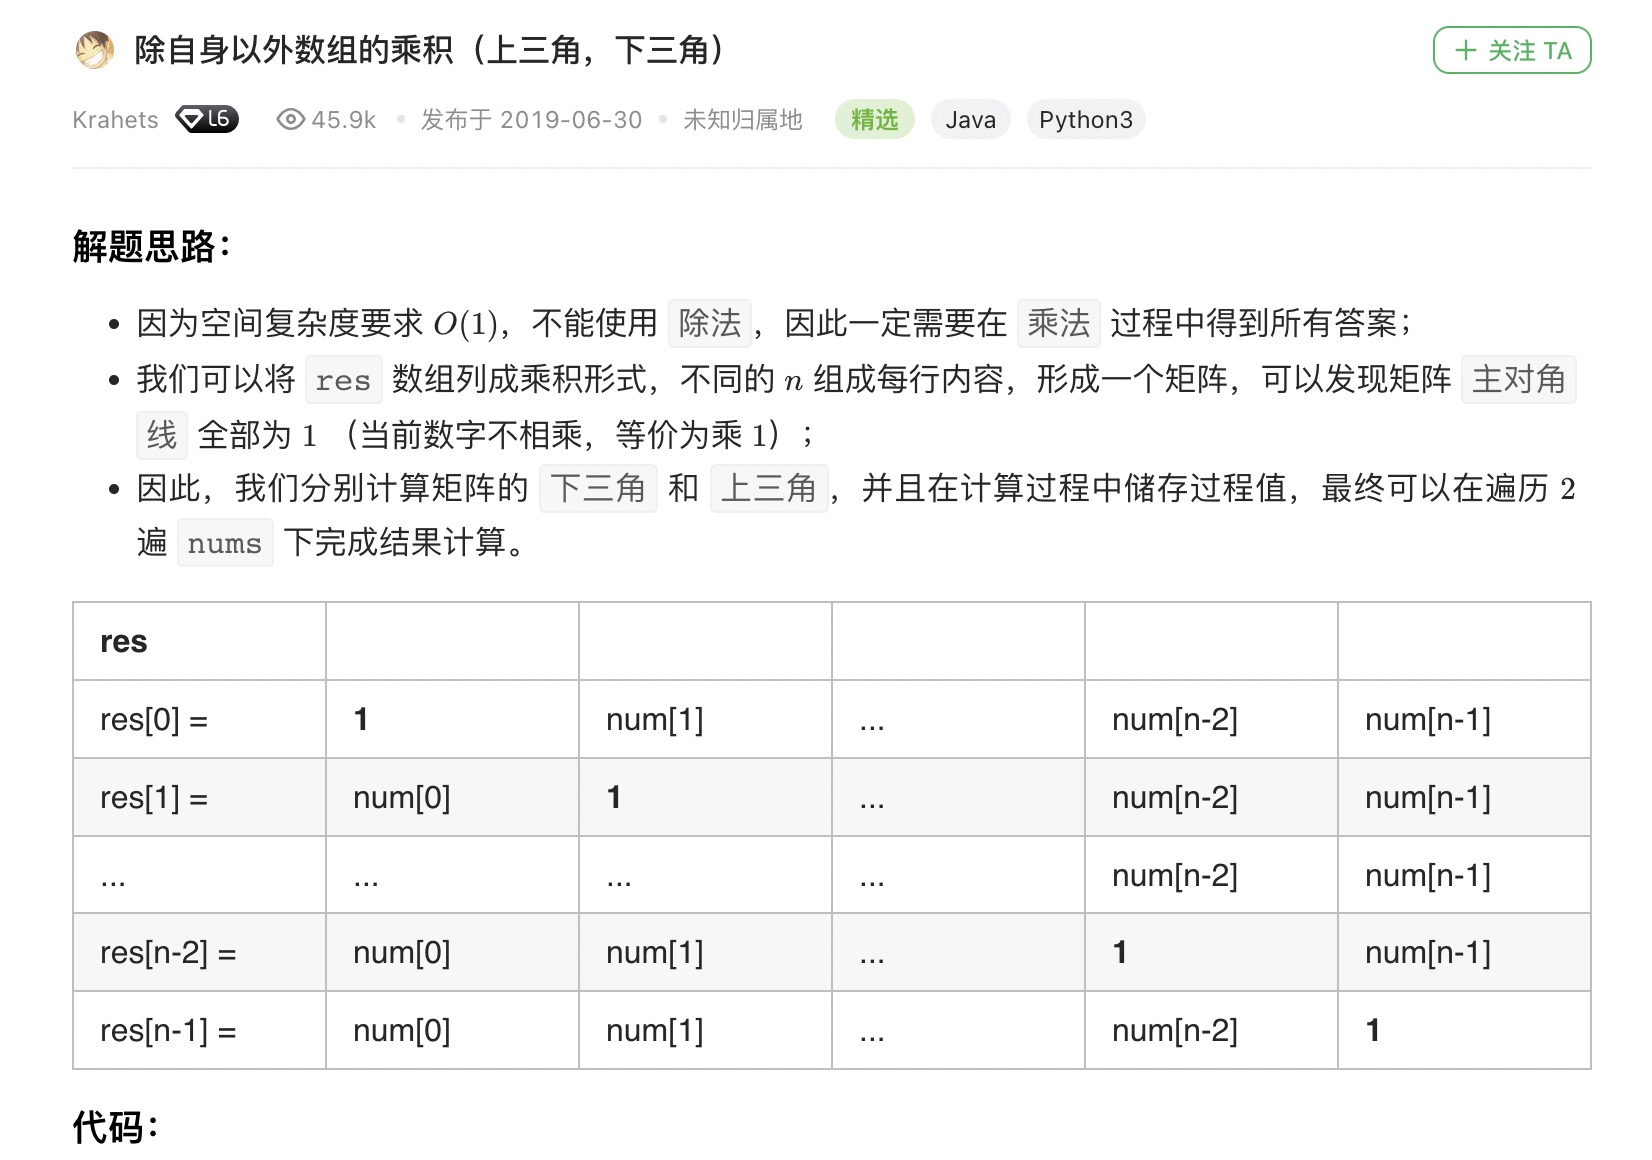 除自身以外数组的乘积（上三角，下三角）
＋ 关注 TA
Krahets L6 45.9k • 发布于 2019-06-30 • 未知归属地 精选 Java Python3
解题思路：
• 因为空间复杂度要求 O(1)，不能使用 除法，因此一定需要在 乘法 过程中得到所有答案；
• 我们可以将 res 数组列成乘积形式，不同的 n 组成每行内容，形成一个矩阵，可以发现矩阵 主对角
线 全部为 1 （当前数字不相乘，等价为乘 1）；
• 因此，我们分别计算矩阵的 下三角 和 上三角，并且在计算过程中储存过程值，最终可以在遍历 2
遍 nums 下完成结果计算。
res
res[0] = 1 num[1] ... num[n-2] num[n-1]
res[1] = num[0] 1 ... num[n-2] num[n-1]
... ... ... ... num[n-2] num[n-1]
res[n-2] = num[0] num[1] ... 1 num[n-1]
res[n-1] = num[0] num[1] ... num[n-2] 1
代码：